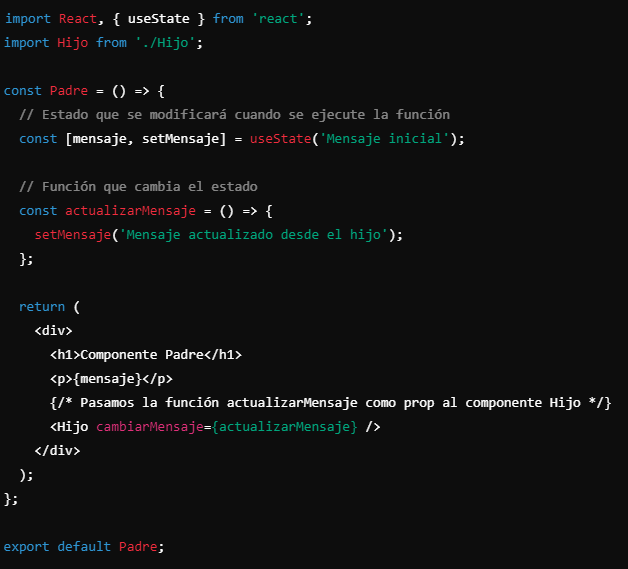 import React, { useState } from 'react';
import Hijo from './Hijo';
const Padre = () => {
// Estado que se modificará cuando se ejecute la función
const [mensaje, setMensaje] = useState('Mensaje inicial');
// Función que cambia el estado
const actualizarMensaje = () => {
setMensaje('Mensaje actualizado desde el hijo');
};
return (
<div>
<h1>Componente Padre</h1>
<p>{mensaje}</p>
{/* Pasamos la función actualizarMensaje como prop al componente Hijo */}
<Hijo cambiarMensaje={actualizarMensaje} />
</div>
);
};
export default Padre;